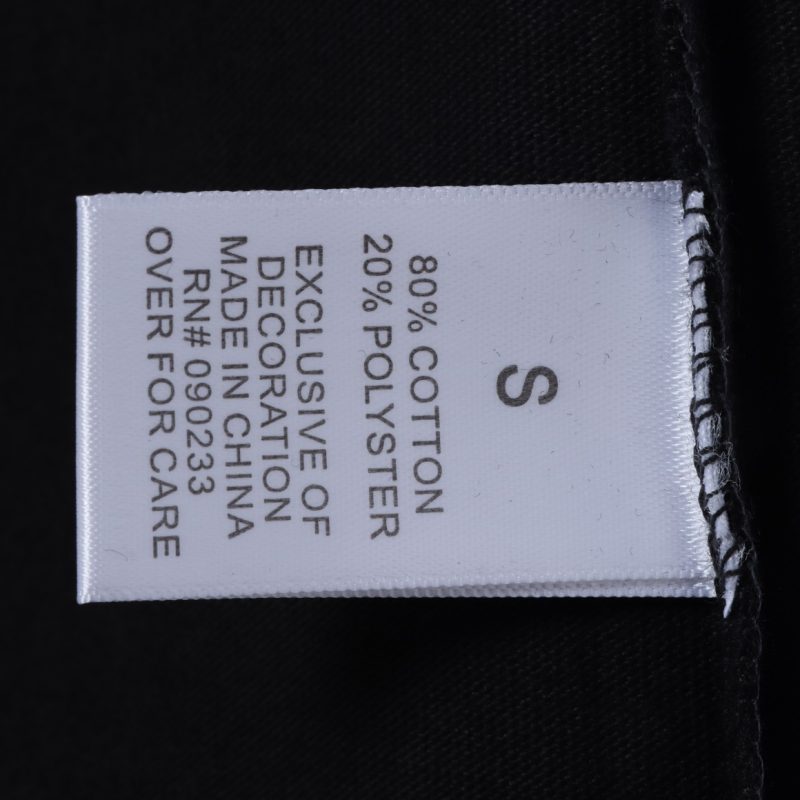 S
80% COTTON
20% POLYSTER
EXCLUSIVE OF
DECORATION
MADE IN CHINA
RN# 090233
OVER FOR CARE